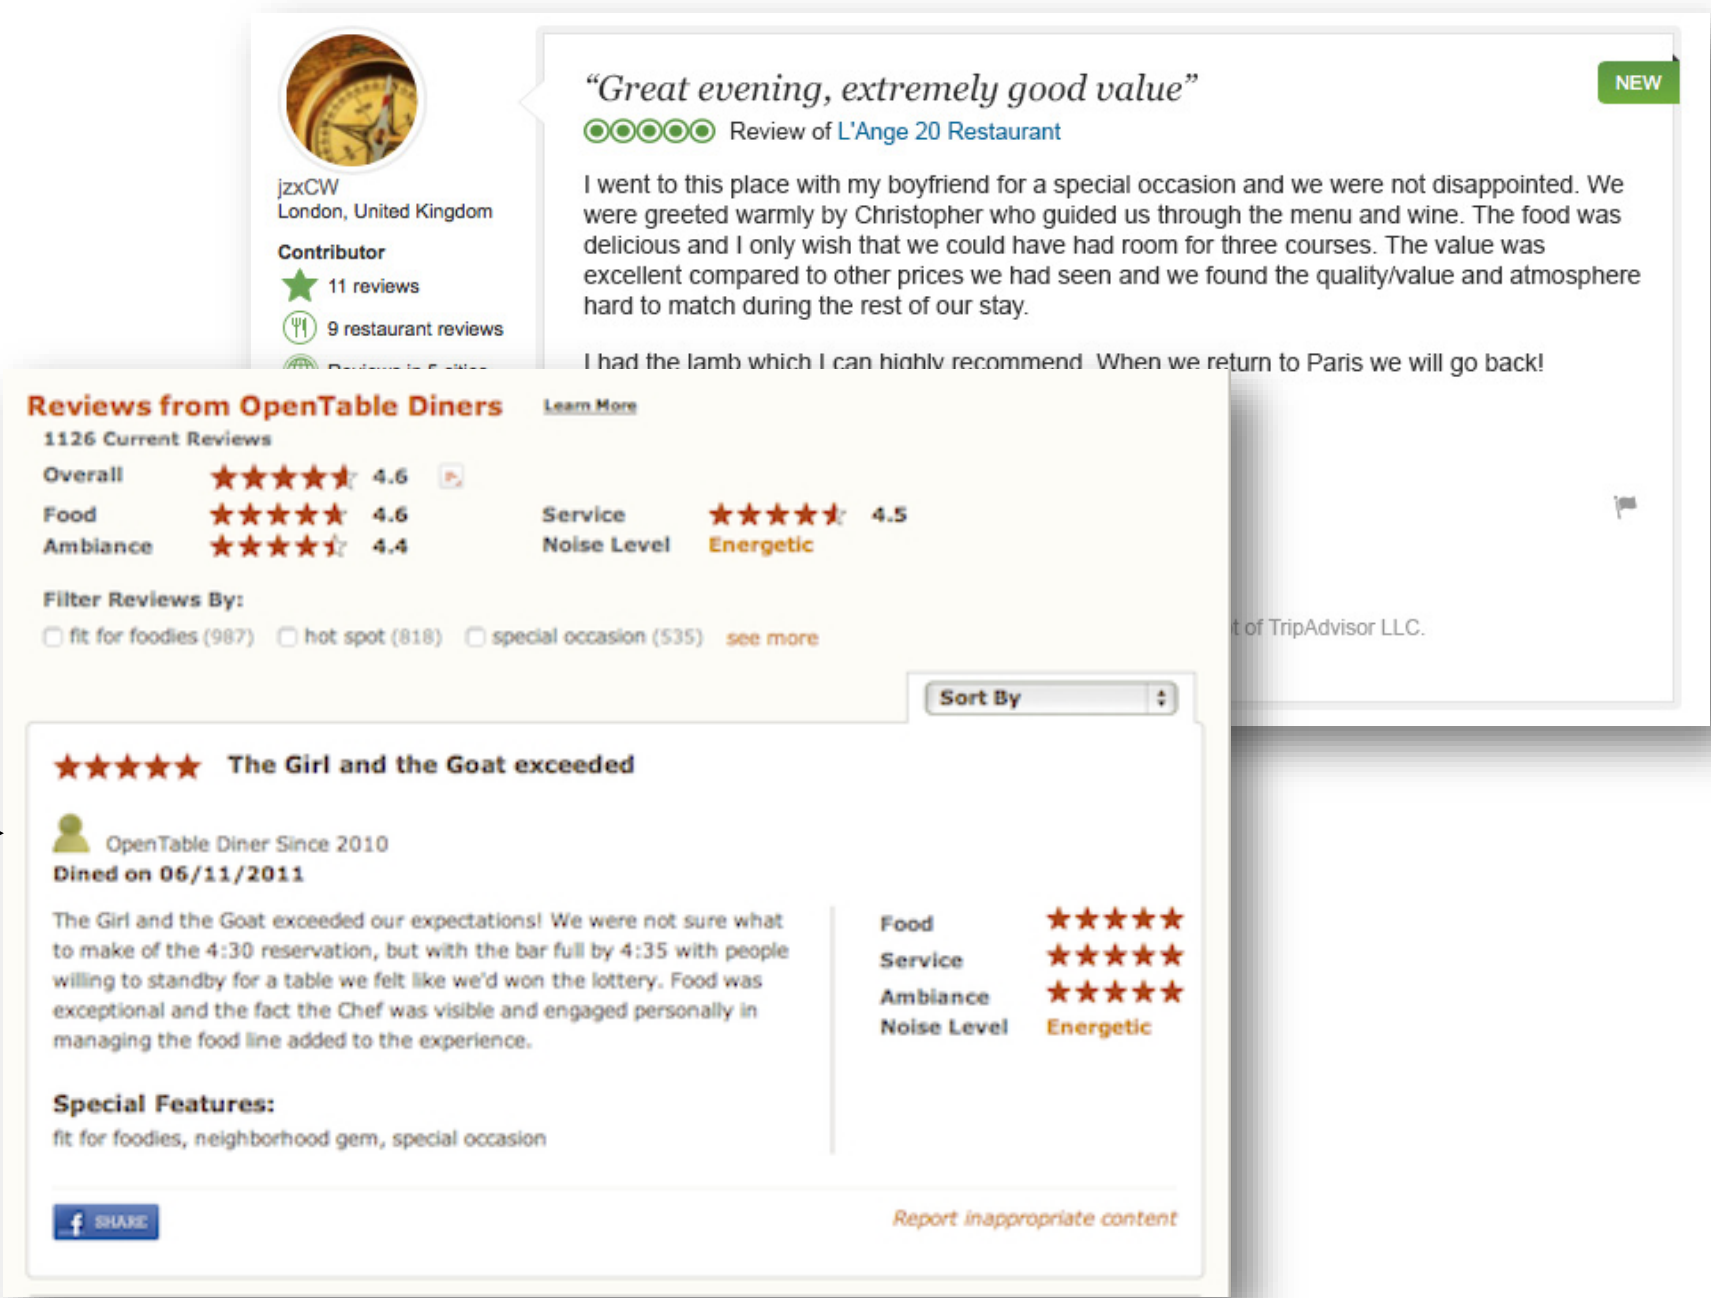 “Great evening, extremely good value”
NEW
Review of L'Ange 20 Restaurant
jzxCW
London, United Kingdom
Contributor
11 reviews
9 restaurant reviews
Reviews in 5 cities
I went to this place with my boyfriend for a special occasion and we were not disappointed. We
were greeted warmly by Christopher who guided us through the menu and wine. The food was
delicious and I only wish that we could have had room for three courses. The value was
excellent compared to other prices we had seen and we found the quality/value and atmosphere
hard to match during the rest of our stay.
I had the lamb which I can highly recommend. When we return to Paris we will go back!
of TripAdvisor LLC.
Reviews from OpenTable Diners Learn More
1126 Current Reviews
Overall 4.6
Food 4.6 Service 4.5
Ambiance 4.4 Noise Level Energetic
Filter Reviews By:
fit for foodies (987) hot spot (818) special occasion (535) see more
Sort By
The Girl and the Goat exceeded
OpenTable Diner Since 2010
Dined on 06/11/2011
The Girl and the Goat exceeded our expectations! We were not sure what
to make of the 4:30 reservation, but with the bar full by 4:35 with people
willing to standby for a table we felt like we'd won the lottery. Food was
exceptional and the fact the Chef was visible and engaged personally in
managing the food line added to the experience.
Food
Service
Ambiance
Noise Level Energetic
Special Features:
fit for foodies, neighborhood gem, special occasion
f SHARE
Report inappropriate content